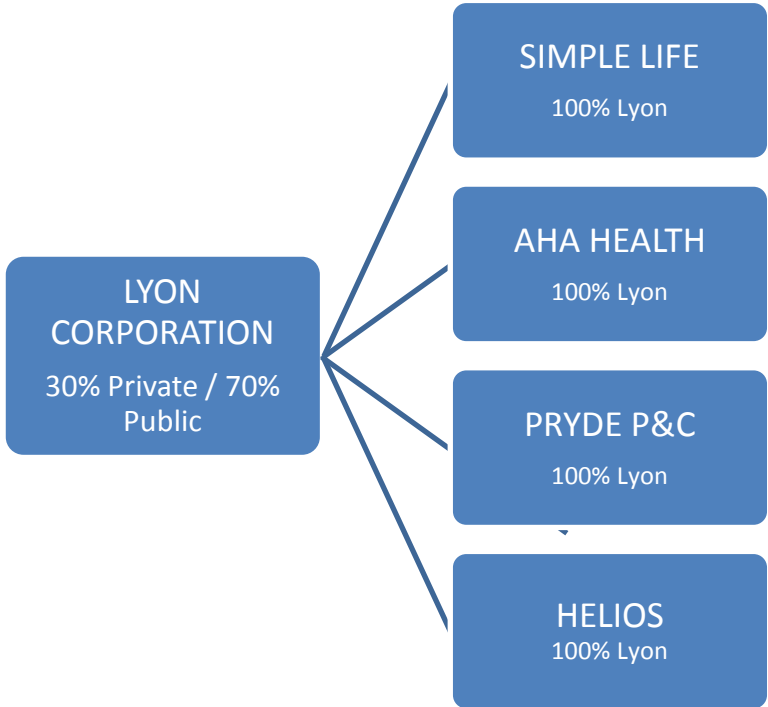 LYON
CORPORATION
30% Private / 70%
Public
SIMPLE LIFE
100% Lyon
AHA HEALTH
100% Lyon
PRYDE P&C
100% Lyon
HELIOS
100% Lyon